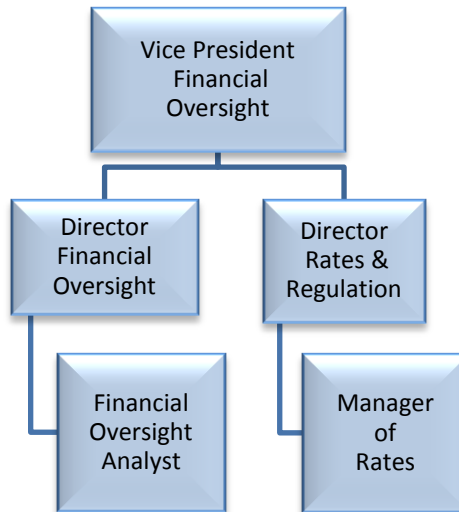 Vice President
Financial
Oversight
Director
Financial
Oversight
Director
Rates &
Regulation
Financial
Oversight
Analyst
Manager
of
Rates